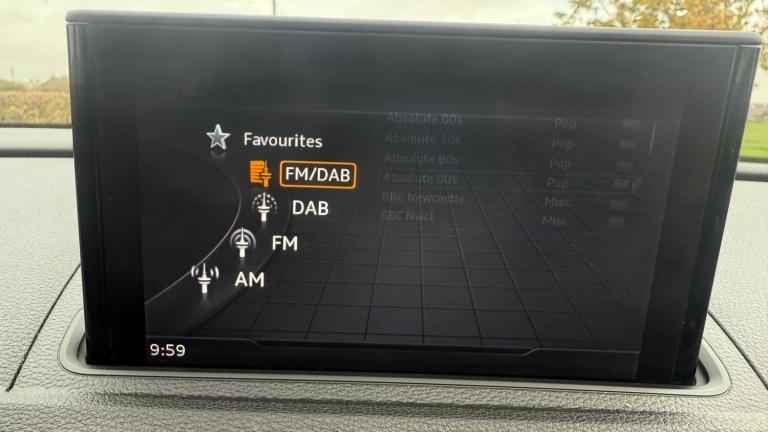 Favourites
FM/DAB
DAB
FM
AM
Absolute 00s Pop
Absolute 10s Pop
Absolute 80s Pop
Absolute 90s Pop
BBC Newcastle Misc
BBC Nwcl Misc
9:59